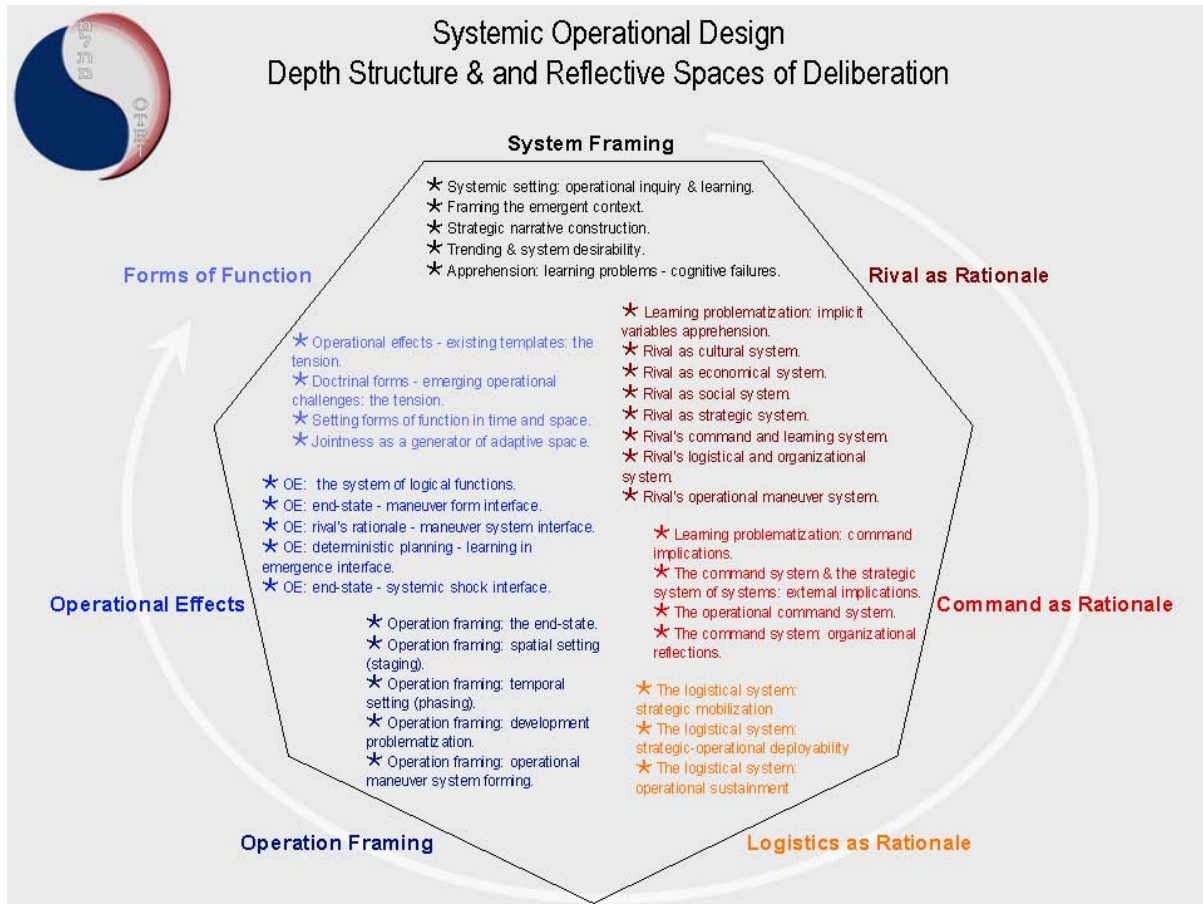 Systemic Operational Design
Depth Structure & and Reflective Spaces of Deliberation
System Framing
* Systemic setting: operational inquiry & learning.
* Framing the emergent context.
* Strategic narrative construction.
* Trending & system desirability.
* Apprehension: learning problems - cognitive failures.
Rival as Rationale
* Learning problematization: implicit
variables apprehension.
* Rival as cultural system.
* Rival as economical system.
* Rival as social system.
* Rival as strategic system.
* Rival's command and learning system.
* Rival's logistical and organizational
system.
* Rival's operational maneuver system.
Command as Rationale
* Learning problematization: command
implications.
* The command system & the strategic
system of systems: external implications.
* The operational command system.
* The command system: organizational
reflections.
Logistics as Rationale
* The logistical system:
strategic mobilization
* The logistical system:
strategic-operational deployability
* The logistical system:
operational sustainment
Operation Framing
* Operation framing: the end-state.
* Operation framing: spatial setting
(staging).
* Operation framing: temporal
setting (phasing).
* Operation framing: development
problematization.
* Operation framing: operational
maneuver system forming.
Operational Effects
* OE: the system of logical functions.
* OE: end-state - maneuver form interface.
* OE: rival's rationale - maneuver system interface.
* OE: deterministic planning - learning in
emergence interface.
* OE: end-state - systemic shock interface.
Forms of Function
* Operational effects - existing templates: the
tension.
* Doctrinal forms - emerging operational
challenges: the tension.
* Setting forms of function in time and space.
* Jointness as a generator of adaptive space.